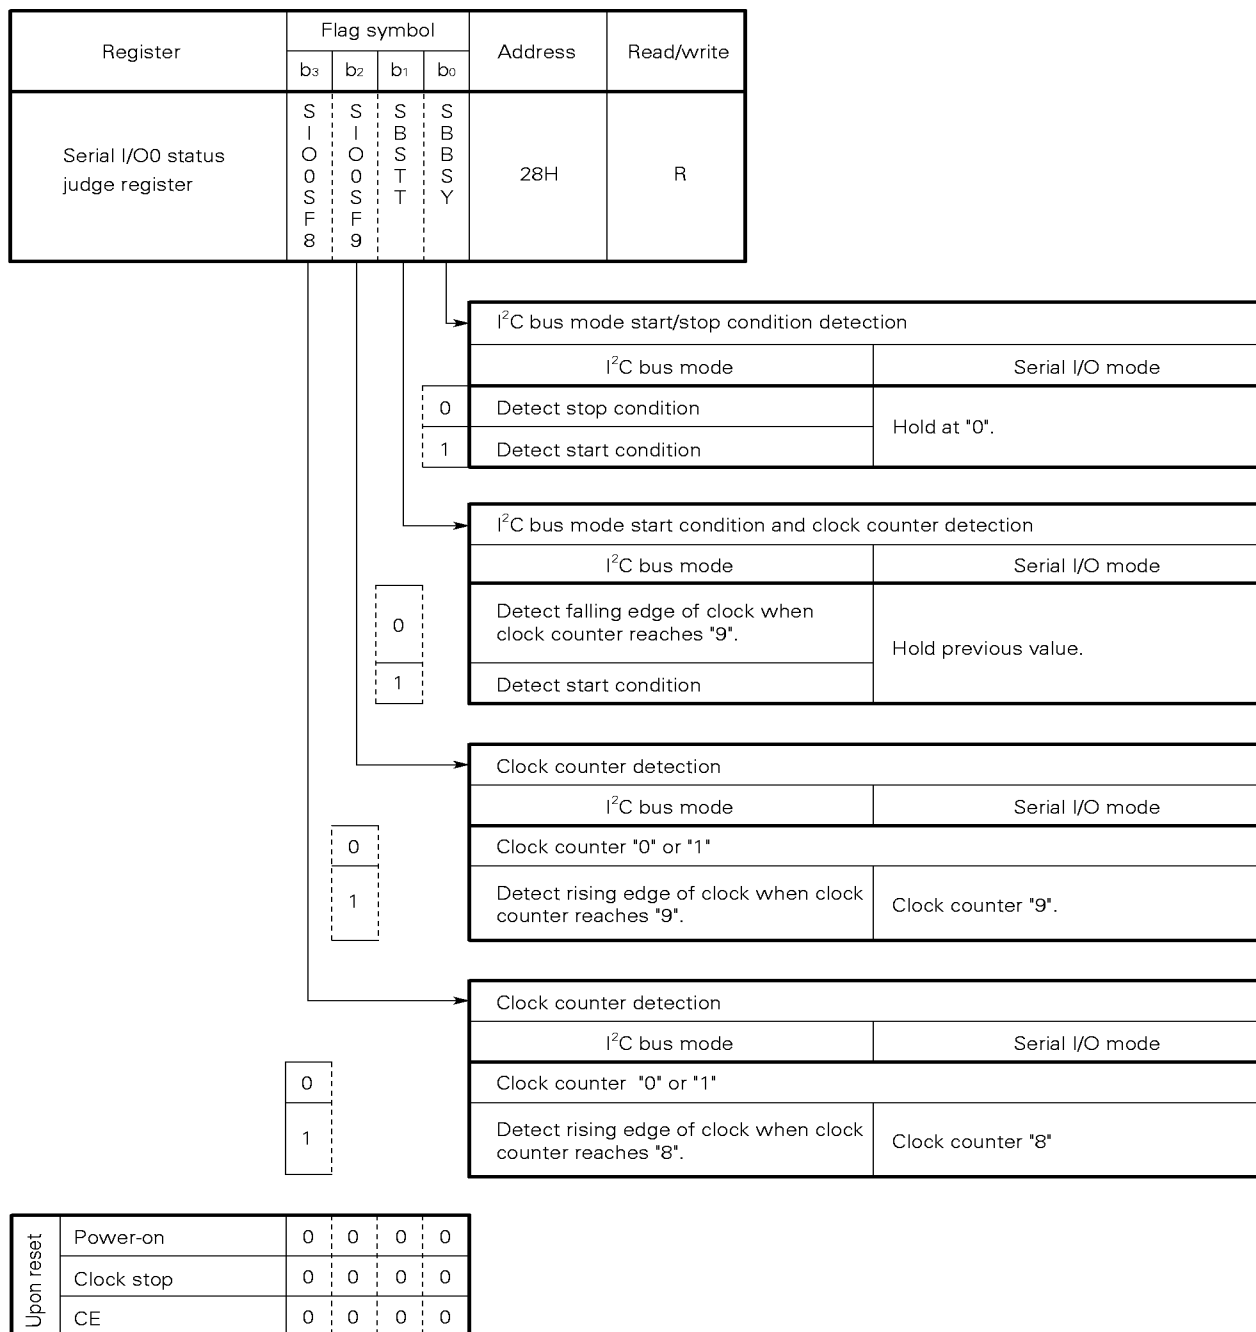 Register Flag symbol Address Read/write
b3 b2 b1 b0
Serial I/O0 status
judge register
SIO0SF8 SIO0SF9 SBSTT SBBSY 28H R
I²C bus mode start/stop condition detection
I²C bus mode Serial I/O mode
0 Detect stop condition Hold at "0".
1 Detect start condition
I²C bus mode start condition and clock counter detection
I²C bus mode Serial I/O mode
0 Detect falling edge of clock when
clock counter reaches "9".
Hold previous value.
1 Detect start condition
Clock counter detection
I²C bus mode Serial I/O mode
0 Clock counter "0" or "1"
1 Detect rising edge of clock when clock
counter reaches "9".
Clock counter "9".
Clock counter detection
I²C bus mode Serial I/O mode
0 Clock counter "0" or "1"
1 Detect rising edge of clock when clock
counter reaches "8".
Clock counter "8"
Upon reset
Power-on 0 0 0 0
Clock stop 0 0 0 0
CE 0 0 0 0